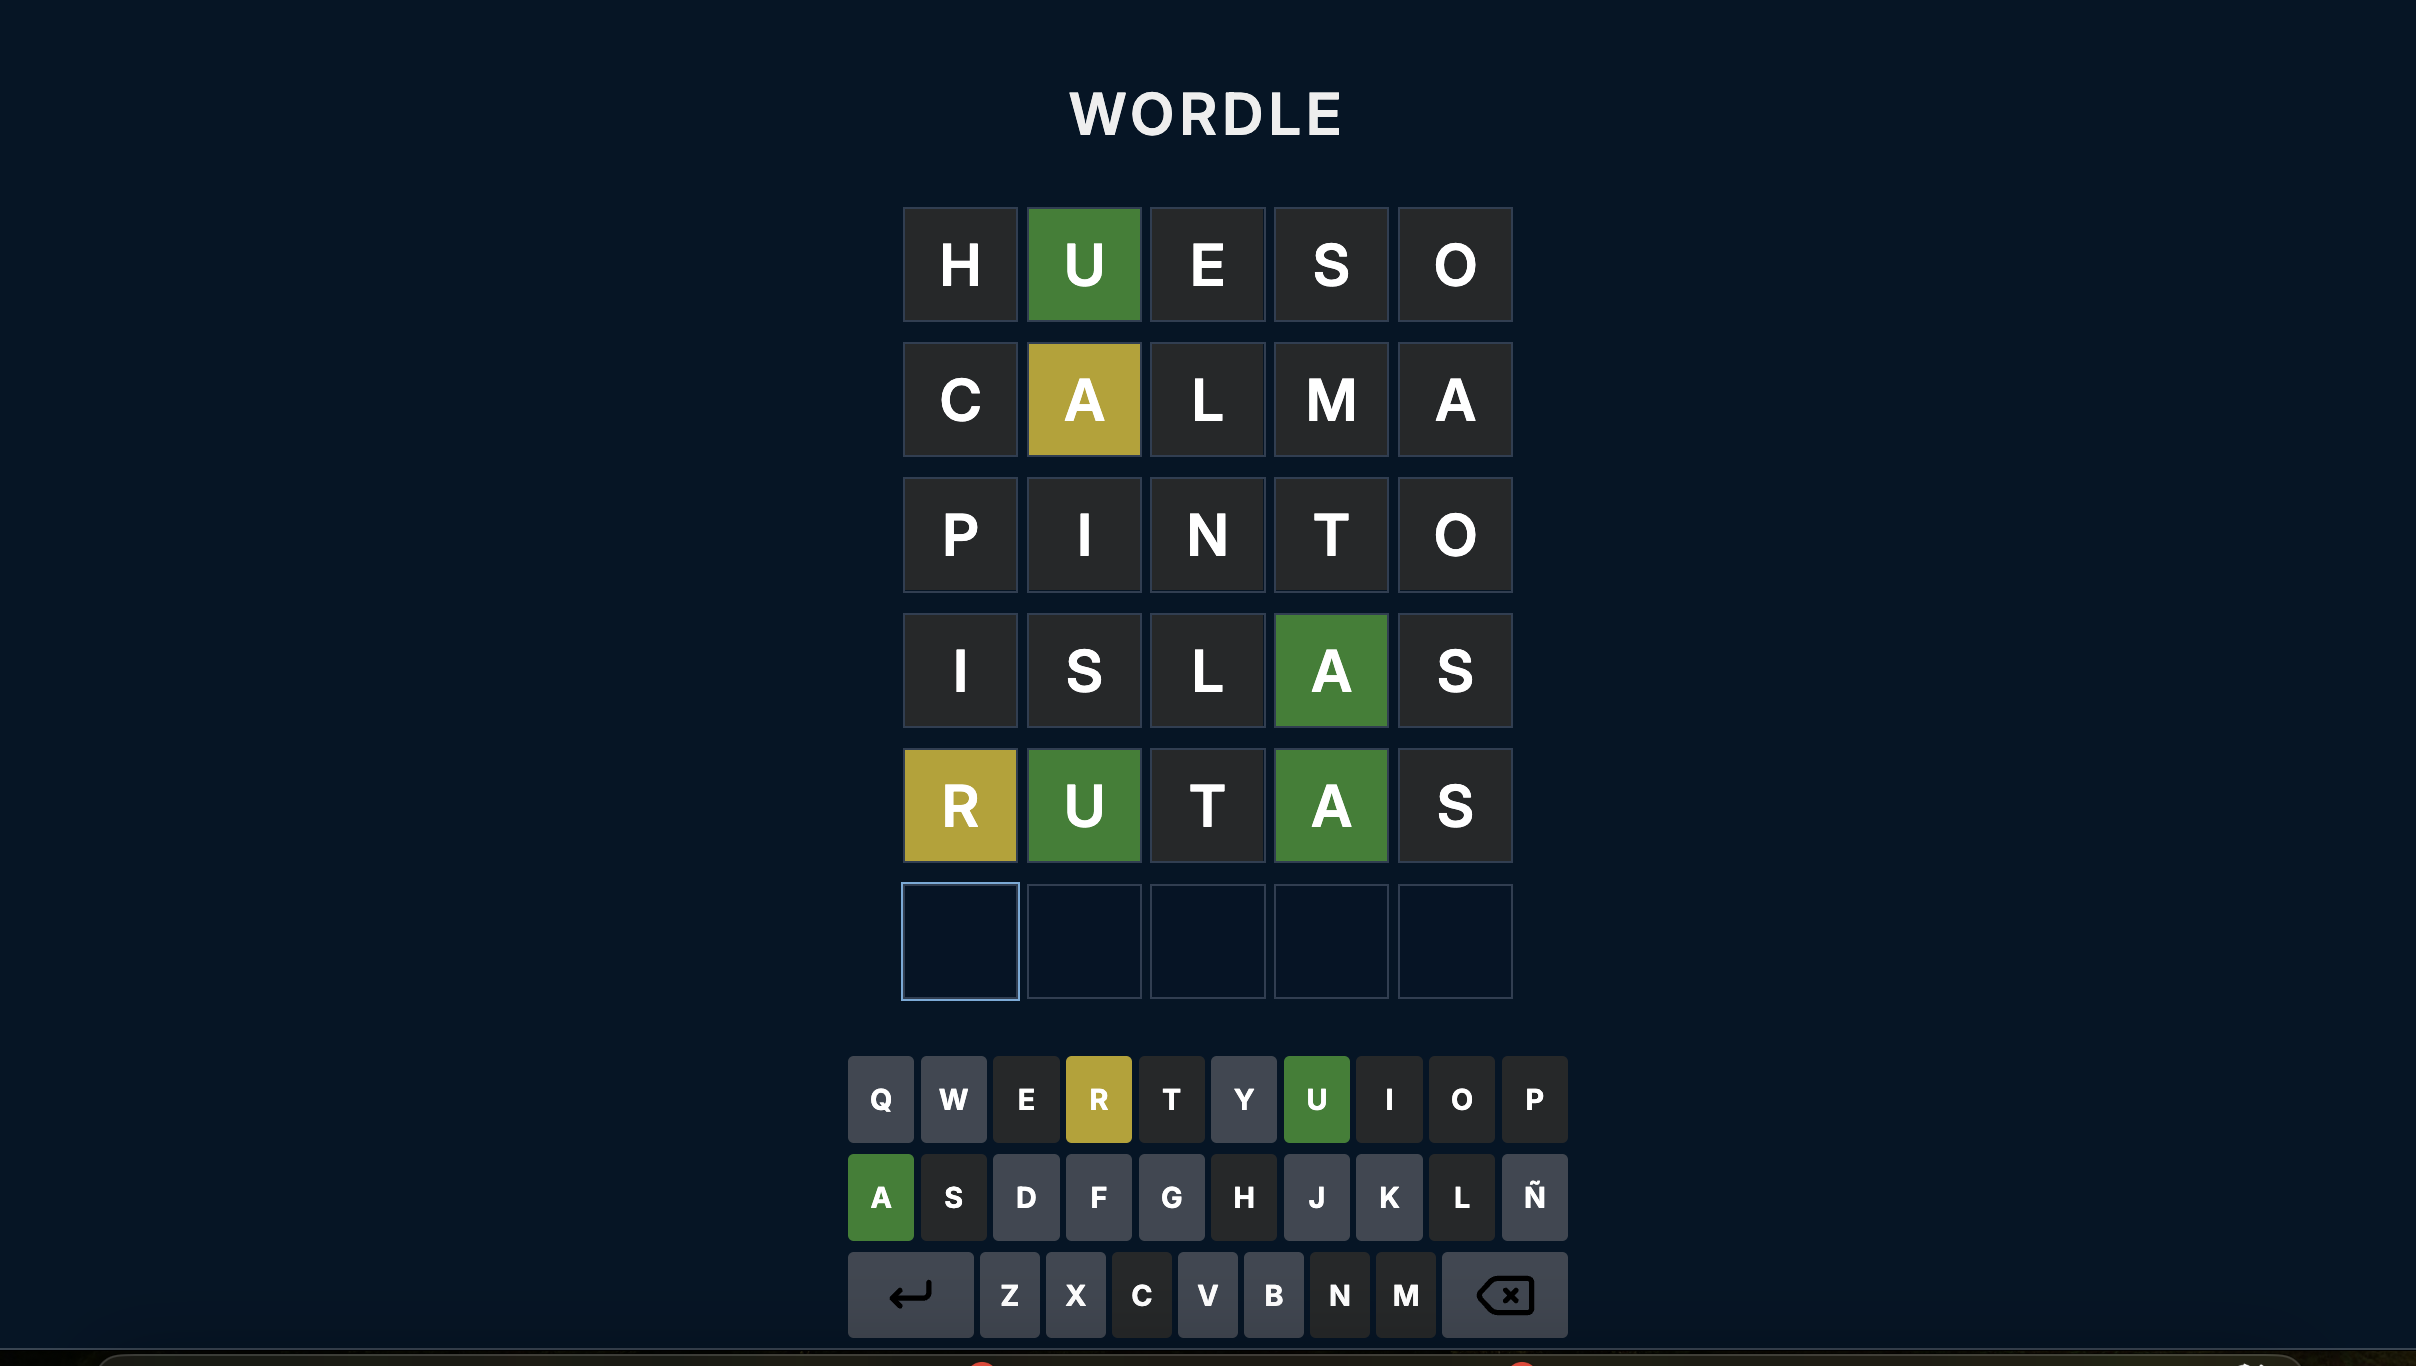 WORDLE
H U E S O
C A L M A
P I N T O
I S L A S
R U T A S
Q W E R T Y U I O P
A S D F G H J K L Ñ
Z X C V B N M